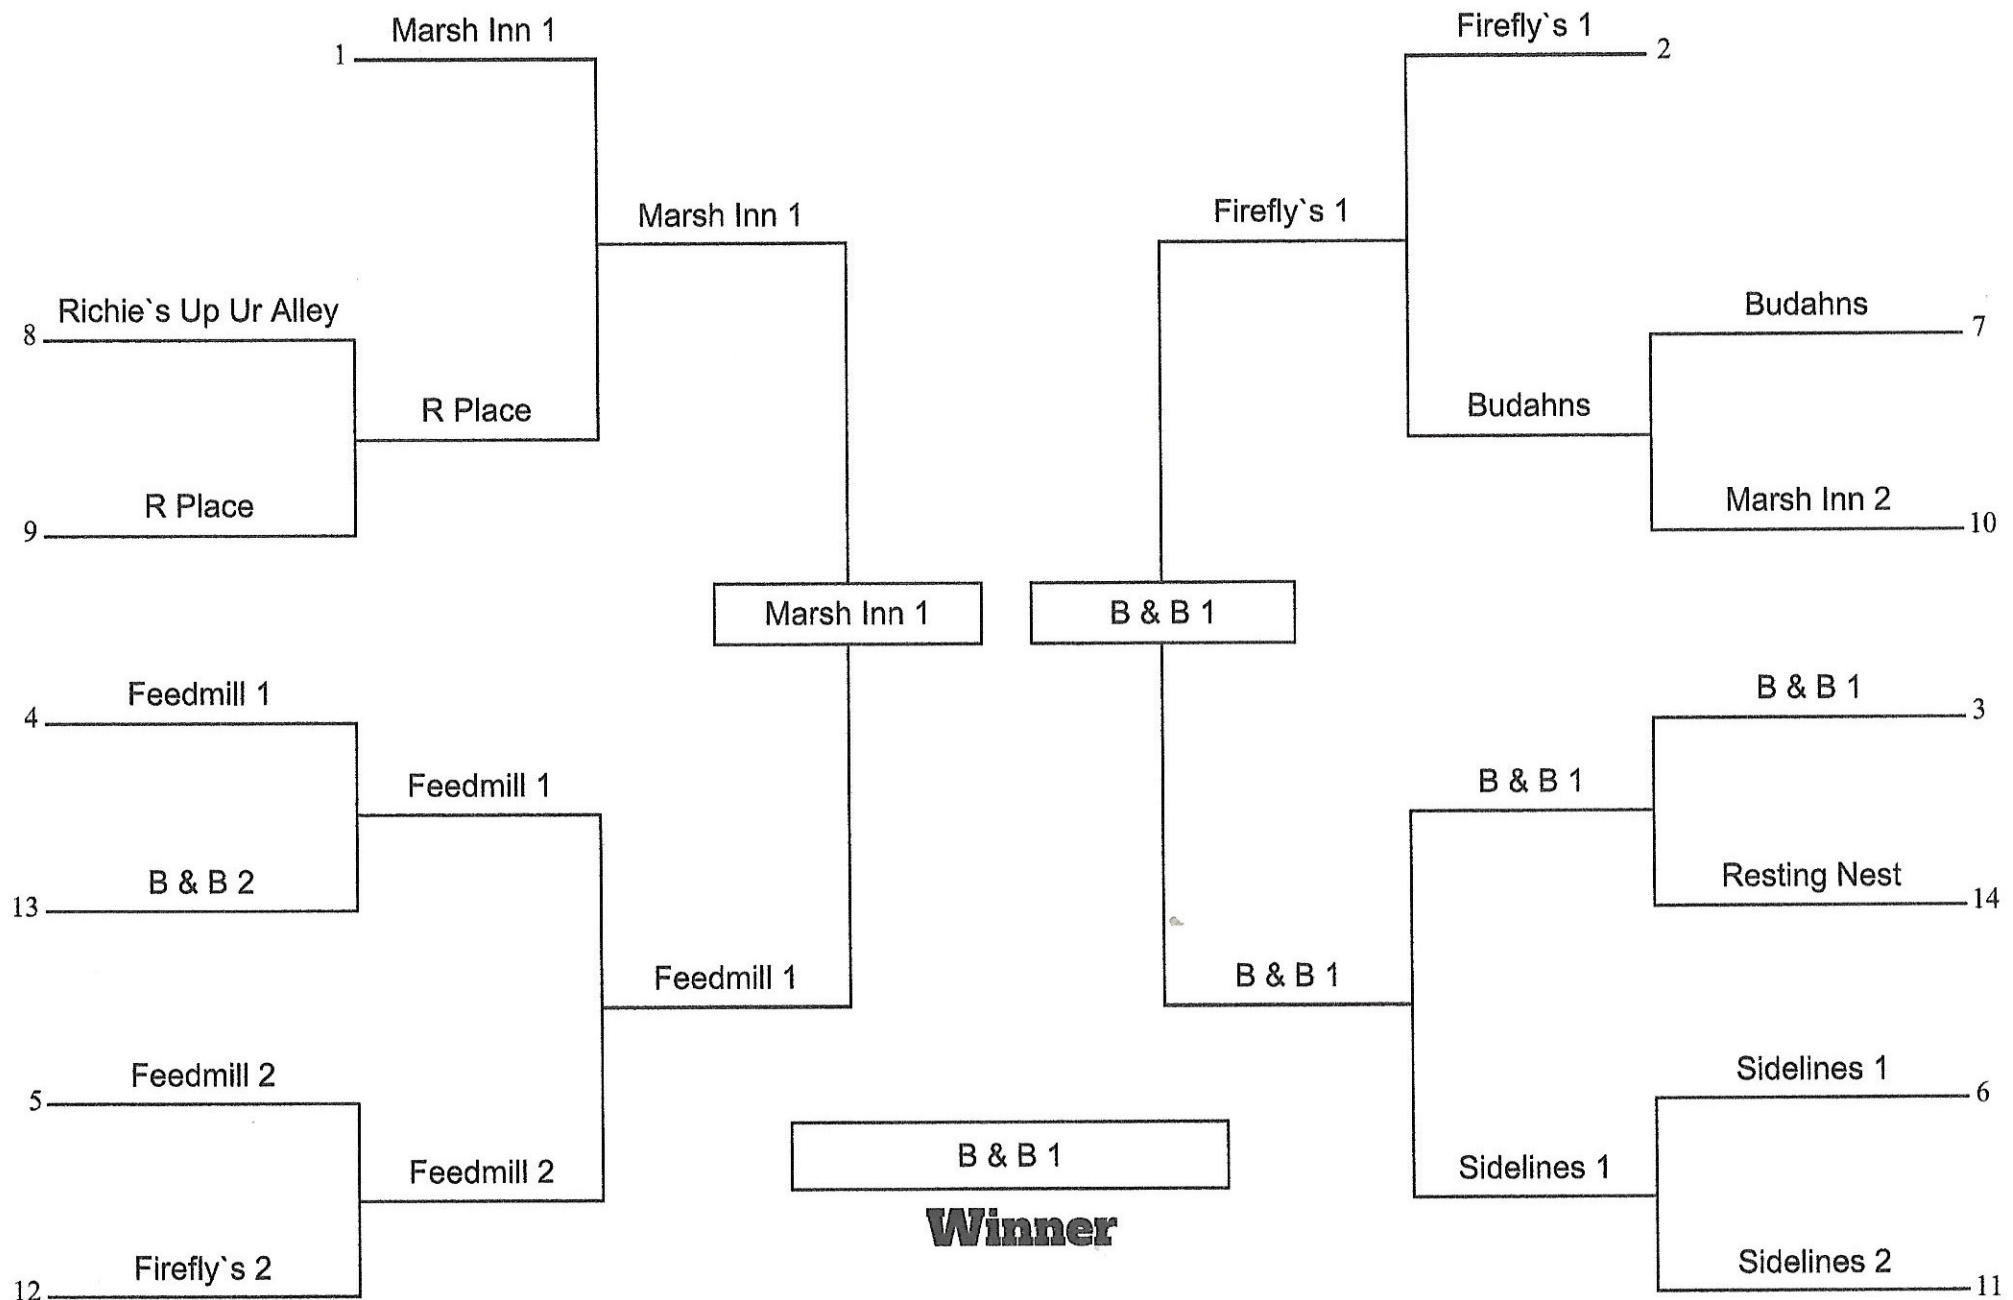 Marsh Inn 1
1
Firefly`s 1
2
Marsh Inn 1
Firefly`s 1
Richie`s Up Ur Alley
8
Budahns
7
R Place
Budahns
R Place
9
Marsh Inn 2
10
Marsh Inn 1
B & B 1
Feedmill 1
4
B & B 1
3
Feedmill 1
B & B 1
B & B 2
13
Resting Nest
14
Feedmill 1
B & B 1
Feedmill 2
5
Sidelines 1
6
Feedmill 2
B & B 1
Sidelines 1
Winner
Firefly`s 2
12
Sidelines 2
11